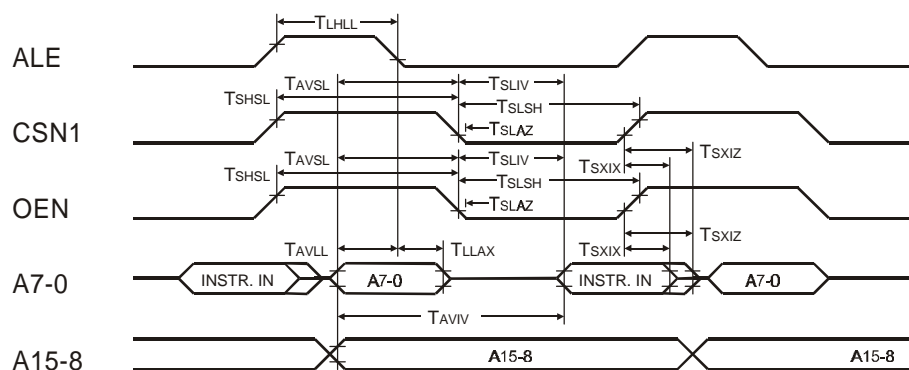 TLHLL
ALE
TAVSL TSLIV
TSHSL TSLSH
CSN1 TSLAZ
TAVSL TSLIV TSXIX TSXIZ
TSHSL TSLSH
OEN TSLAZ
TAVLL TLLAX TSXIX TSXIZ
A7-0 INSTR. IN A7-0 INSTR. IN A7-0
TAVIV
A15-8 A15-8 A15-8